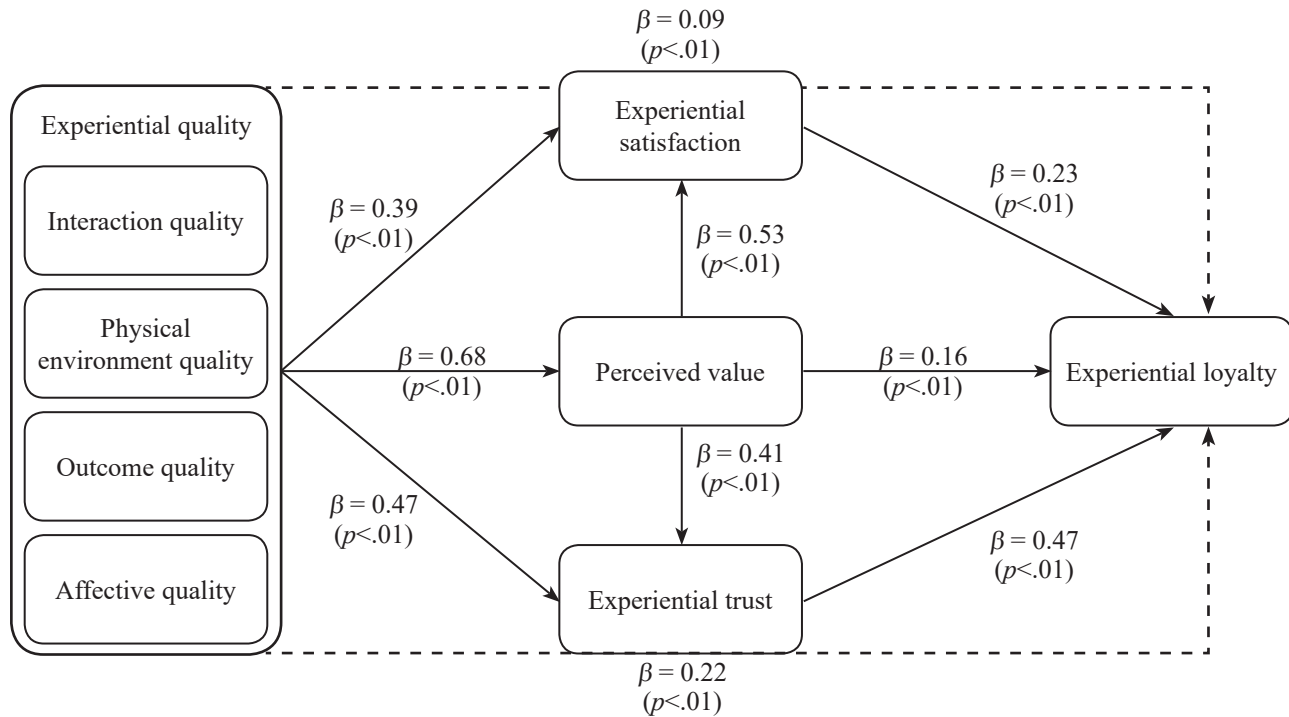 β = 0.09
(p<.01)
Experiential quality
Interaction quality
Physical
environment quality
Outcome quality
Affective quality
Experiential
satisfaction
β = 0.39
(p<.01)
β = 0.23
(p<.01)
β = 0.53
(p<.01)
β = 0.68
(p<.01)
Perceived value
β = 0.16
(p<.01)
Experiential loyalty
β = 0.41
(p<.01)
β = 0.47
(p<.01)
Experiential trust
β = 0.47
(p<.01)
β = 0.22
(p<.01)